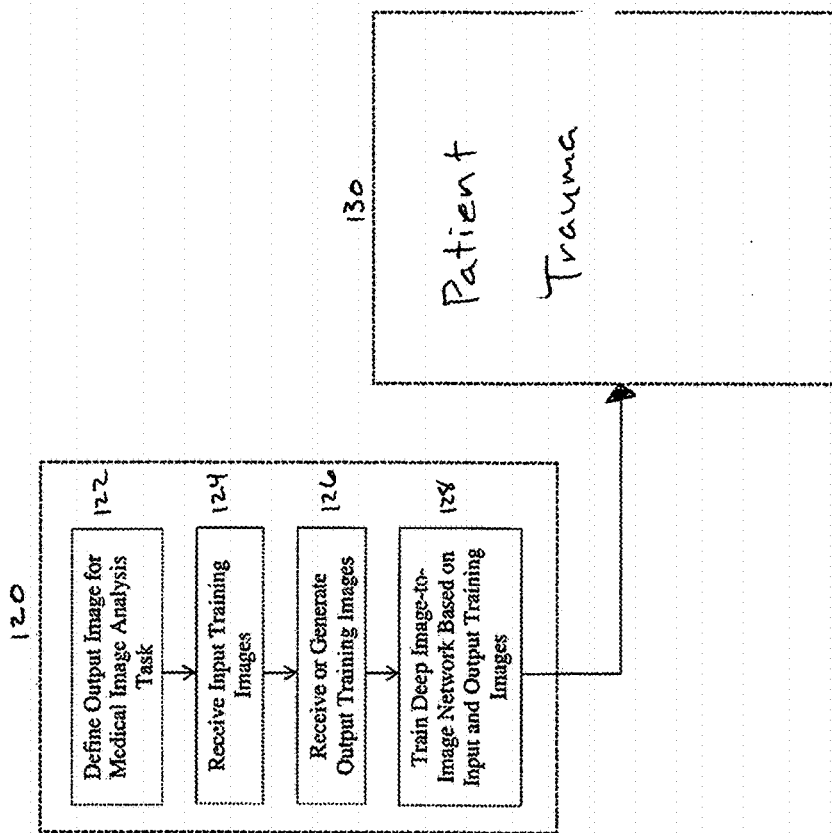 120
Define Output Image for
Medical Image Analysis
Task
122
Receive Input Training
Images
124
Receive or Generate
Output Training Images
126
Train Deep Image-to-
Image Network Based on
Input and Output Training
Images
128
130
Patient
Trauma